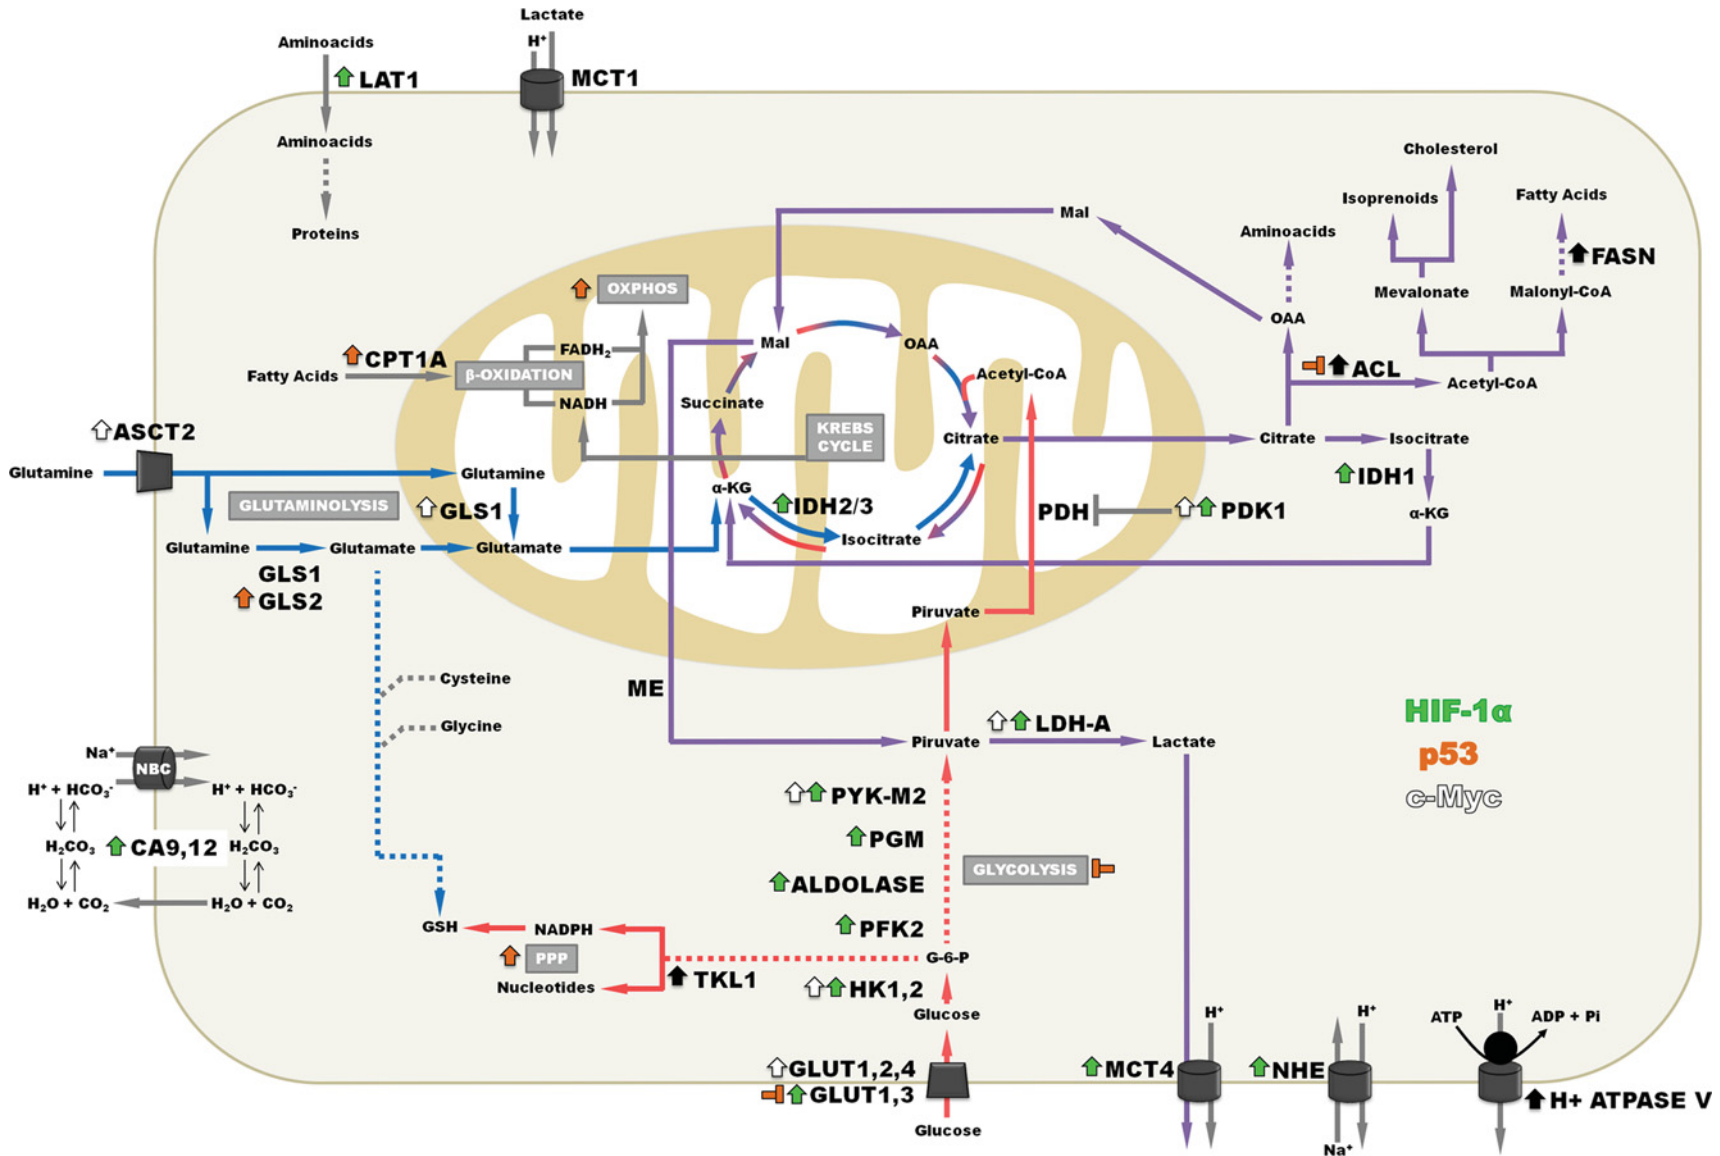 Lactate
H⁺
MCT1
Aminoacids
LAT1
Aminoacids
Proteins
Cholesterol
Isoprenoids
Fatty Acids
Mal
Aminoacids
FASN
Mevalonate
Malonyl-CoA
OAA
OXPHOS
Mal
OAA
FADH₂
CPT1A
Fatty Acids
β-OXIDATION
NADH
Acetyl-CoA
ACL
Acetyl-CoA
Succinate
KREBS
CYCLE
Citrate
Citrate
Isocitrate
ASCT2
Glutamine
Glutamine
IDH1
α-KG
GLUTAMINOLYSIS
GLS1
IDH2/3
PDH
PDK1
α-KG
Glutamine
Glutamate
Glutamate
Isocitrate
GLS1
GLS2
Piruvate
Cysteine
ME
Glycine
HIF-1α
p53
c-Myc
LDH-A
Piruvate
Lactate
Na⁺
NBC
H⁺ + HCO₃⁻
H⁺ + HCO₃⁻
PYK-M2
H₂CO₃
CA9,12
H₂CO₃
PGM
GLYCOLYSIS
ALDOLASE
H₂O + CO₂
H₂O + CO₂
GSH
NADPH
PFK2
PPP
G-6-P
Nucleotides
TKL1
HK1,2
Glucose
H⁺
H⁺
H⁺
ATP
ADP + Pi
GLUT1,2,4
GLUT1,3
MCT4
NHE
H+ ATPASE V
Glucose
Na⁺